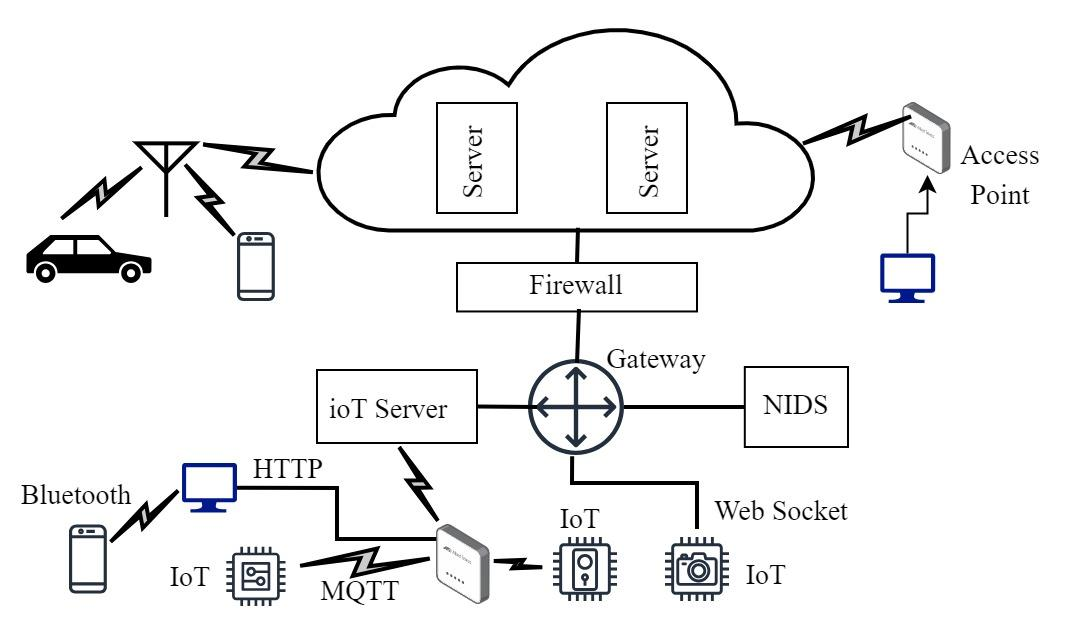 Server
Server
Access
Point
Firewall
Gateway
ioT Server
NIDS
HTTP
Bluetooth
IoT
Web Socket
IoT
MQTT
IoT